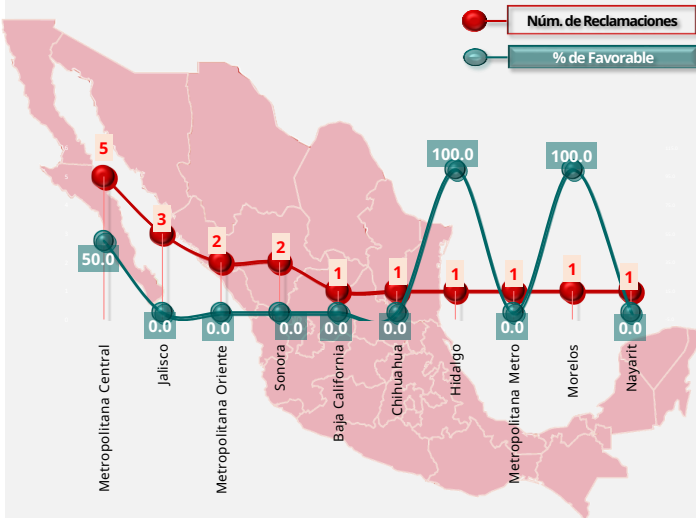 Núm. de Reclamaciones
% de Favorable
5
3
2
2
1
1
1
1
1
1
50.0
0.0
0.0
0.0
0.0
0.0
100.0
0.0
100.0
0.0
Metropolitana Central
Jalisco
Metropolitana Oriente
Sonora
Baja California
Chihuahua
Hidalgo
Metropolitana Metro
Morelos
Nayarit